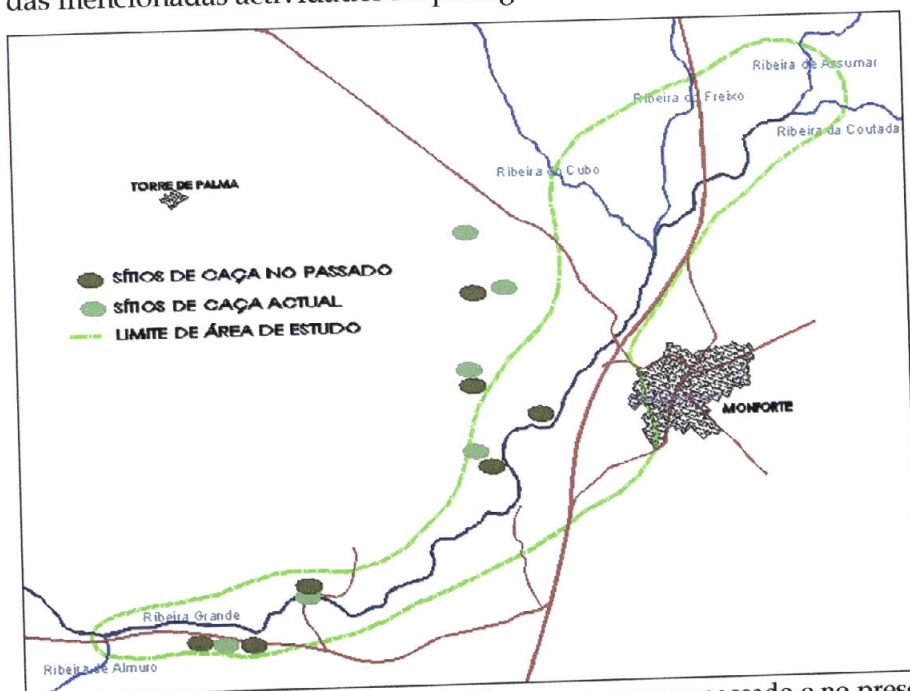 das mencionadas actividades
Ribeira de Assumar
Ribeira do Freixo
Ribeira da Coutada
Ribeira do Cubo
TORRE DE PALMA
SÍTIOS DE CAÇA NO PASSADO
SÍTIOS DE CAÇA ACTUAL
LIMITE DE ÁREA DE ESTUDO
MONFORTE
Ribeira Grande
Ribeira de Almuro
passado e no